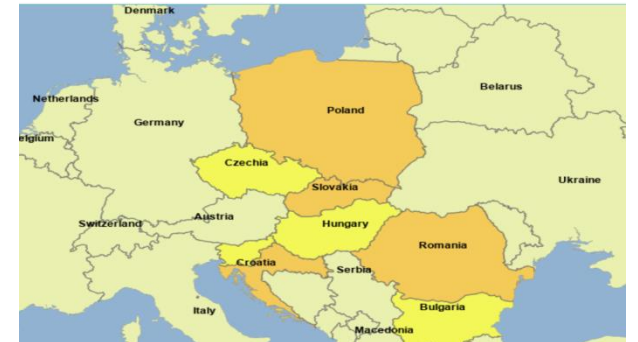 Denmark
Belarus
Netherlands
Poland
Germany
elgium
Czechia
Ukraine
Slovakia
Austria
Switzerland
Hungary
Romania
Croatia
Serbia
Italy
Bulgaria
Macedonia